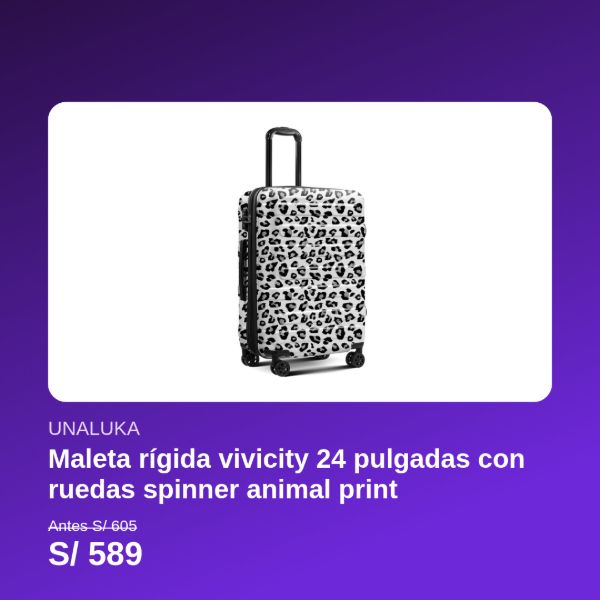 UNALUKA
Maleta rígida vivicity 24 pulgadas con
ruedas spinner animal print
Antes S/ 605
S/ 589